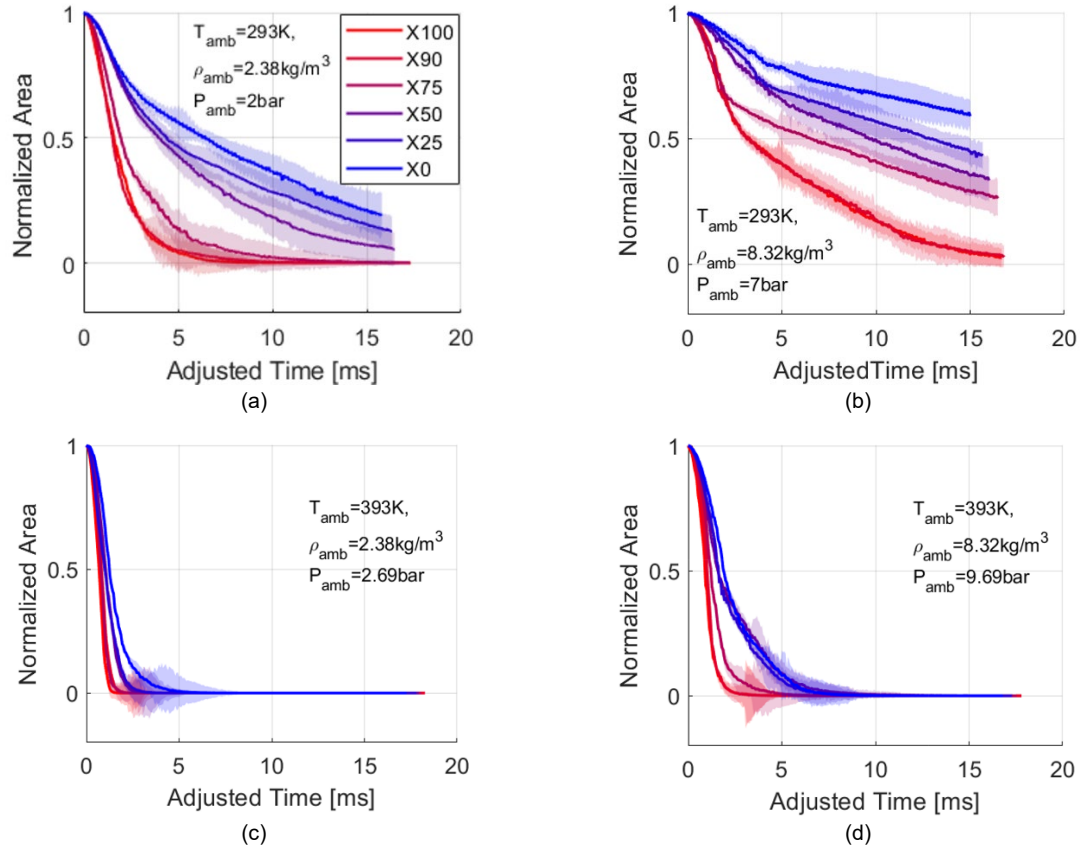 1
0.5
0
Normalized Area
T_amb=293K,
ρ_amb=2.38kg/m³
P_amb=2bar
X100
X90
X75
X50
X25
X0
0 5 10 15 20
Adjusted Time [ms]
(a)
1
0.5
0
Normalized Area
T_amb=293K,
ρ_amb=8.32kg/m³
P_amb=7bar
0 5 10 15 20
AdjustedTime [ms]
(b)
1
0.5
0
Normalized Area
T_amb=393K,
ρ_amb=2.38kg/m³
P_amb=2.69bar
0 5 10 15 20
Adjusted Time [ms]
(c)
1
0.5
0
Normalized Area
T_amb=393K,
ρ_amb=8.32kg/m³
P_amb=9.69bar
0 5 10 15 20
Adjusted Time [ms]
(d)